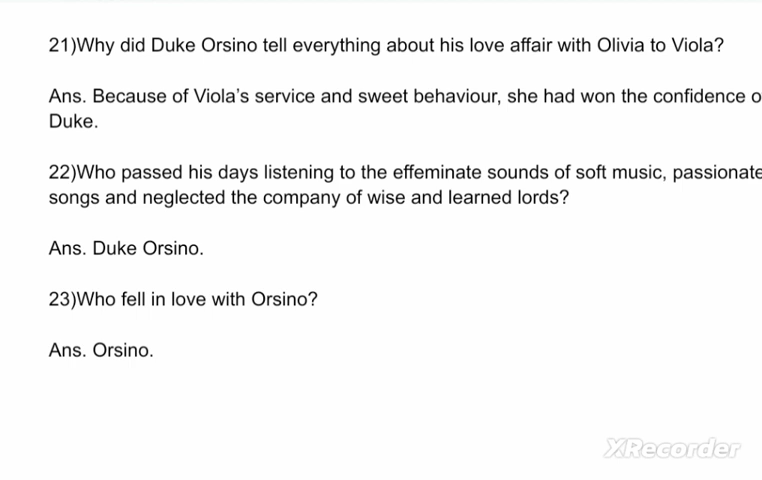 21)Why did Duke Orsino tell everything about his love affair with Olivia to Viola?
Ans. Because of Viola's service and sweet behaviour, she had won the confidence o
Duke.
22)Who passed his days listening to the effeminate sounds of soft music, passionate
songs and neglected the company of wise and learned lords?
Ans. Duke Orsino.
23)Who fell in love with Orsino?
Ans. Orsino.
XRecorder